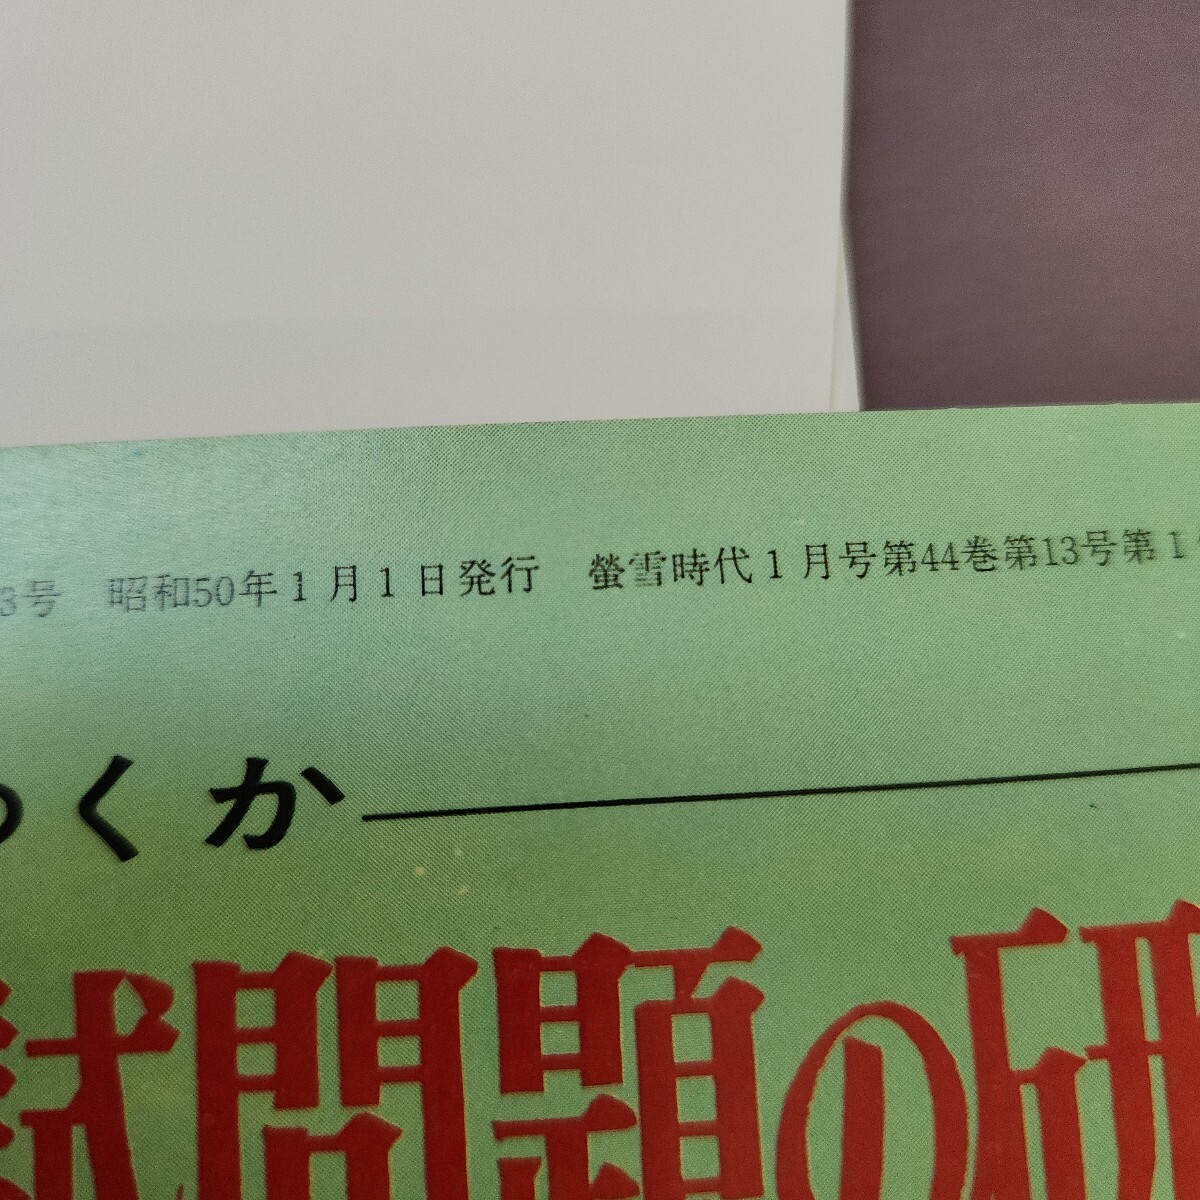 3号 昭和50年1月1日発行 螢雪時代1月号第44巻第13号第1
くか
試問題の研